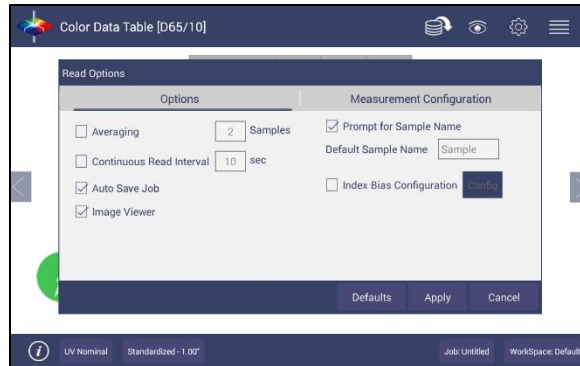 Color Data Table [D65/10]
Read Options
Options
Measurement Configuration
Averaging 2 Samples
Continuous Read Interval 10 sec
Auto Save Job
Image Viewer
Prompt for Sample Name
Default Sample Name Sample
Index Bias Configuration Config
Defaults Apply Cancel
i UV Nominal Standardized - 1.00" Job: Untitled WorkSpace: Default